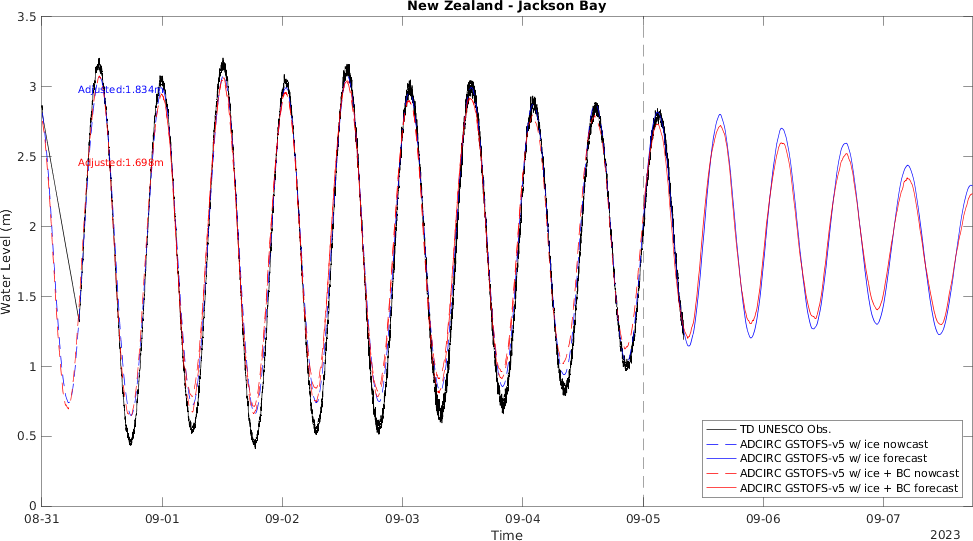 New Zealand - Jackson Bay
3.5
3
2.5
2
1.5
1
0.5
0
Water Level (m)
Adjusted:1.834m
Adjusted:1.698m
TD UNESCO Obs.
ADCIRC GSTOFS-v5 w/ ice nowcast
ADCIRC GSTOFS-v5 w/ ice forecast
ADCIRC GSTOFS-v5 w/ ice + BC nowcast
ADCIRC GSTOFS-v5 w/ ice + BC forecast
08-31 09-01 09-02 09-03 09-04 09-05 09-06 09-07
Time
2023